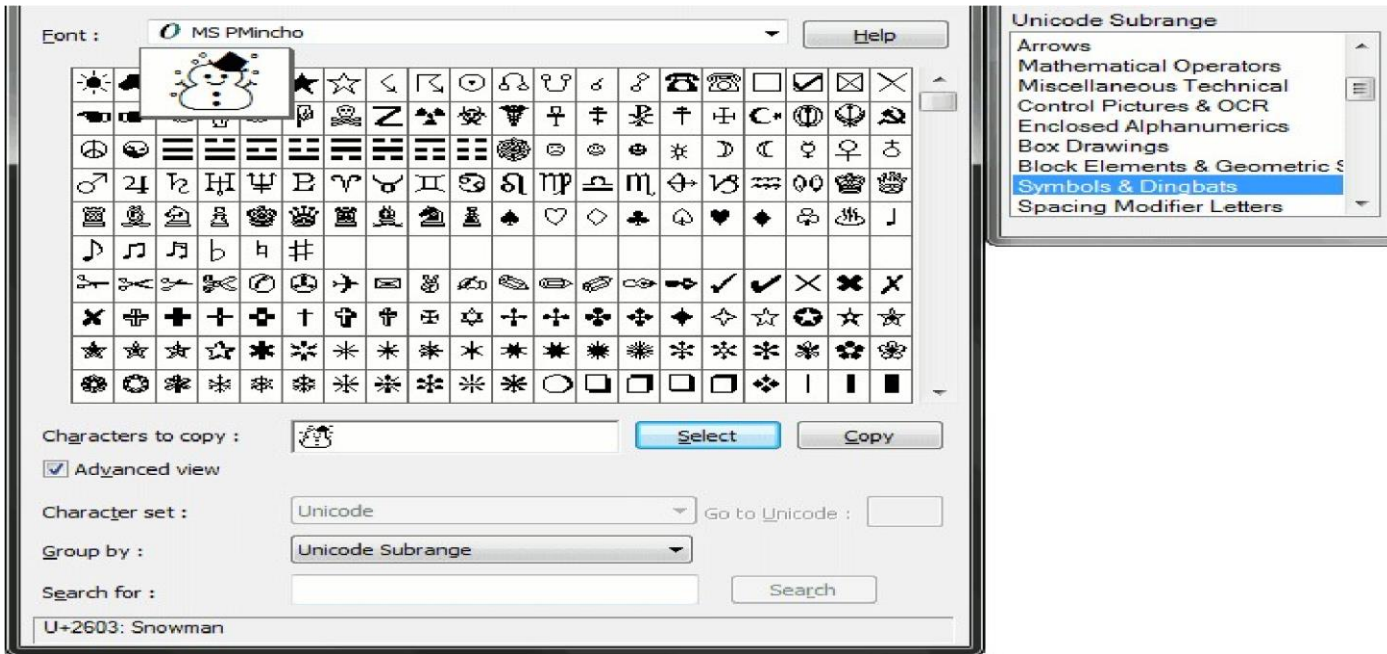 Font :
MS PMincho
Help
Characters to copy :
☃
Select
Copy
Advanced view
Character set :
Unicode
Go to Unicode :
Group by :
Unicode Subrange
Search for :
Search
U+2603: Snowman
Unicode Subrange
Arrows
Mathematical Operators
Miscellaneous Technical
Control Pictures & OCR
Enclosed Alphanumerics
Box Drawings
Block Elements & Geometric S
Symbols & Dingbats
Spacing Modifier Letters